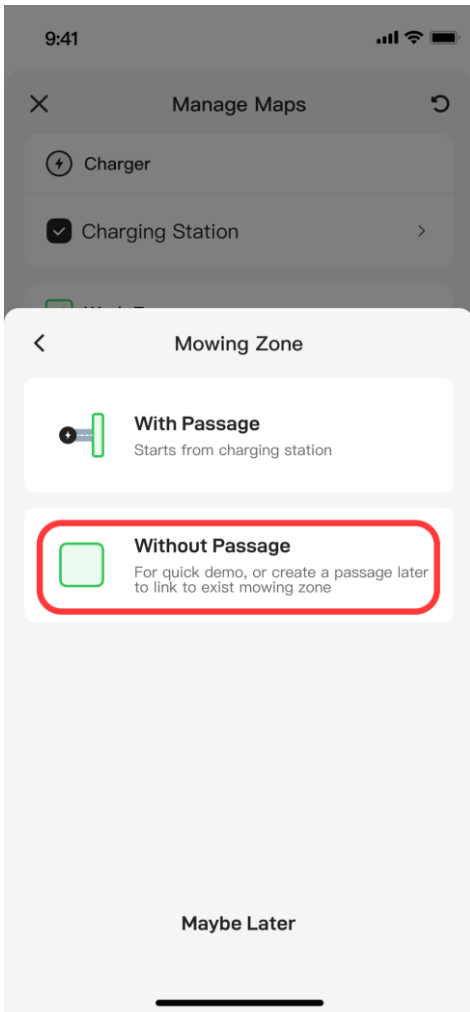 9:41
Manage Maps
Charger
Charging Station
Mowing Zone
With Passage
Starts from charging station
Without Passage
For quick demo, or create a passage later
to link to exist mowing zone
Maybe Later